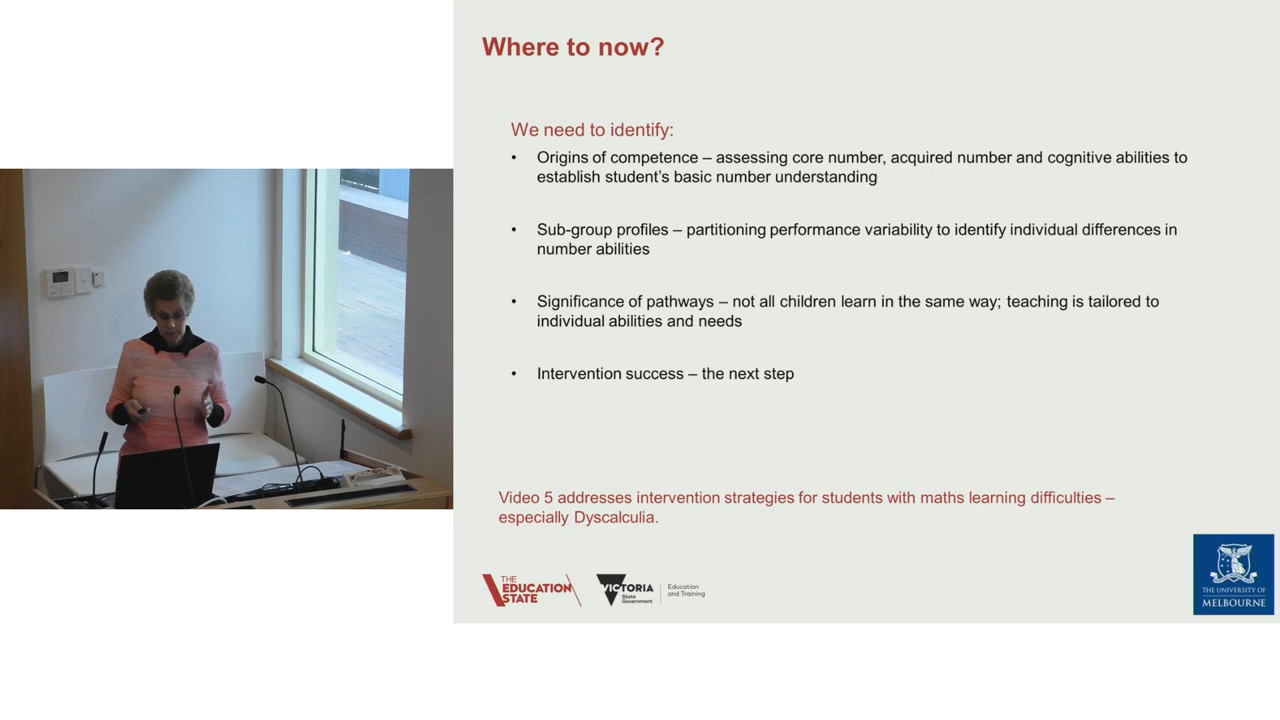 Where to now?
We need to identify:
• Origins of competence – assessing core number, acquired number and cognitive abilities to
establish student's basic number understanding
• Sub-group profiles – partitioning performance variability to identify individual differences in
number abilities
• Significance of pathways – not all children learn in the same way; teaching is tailored to
individual abilities and needs
• Intervention success – the next step
Video 5 addresses intervention strategies for students with maths learning difficulties –
especially Dyscalculia.
THE
EDUCATION
STATE
VICTORIA
State
Government
Education
and Training
THE UNIVERSITY OF
MELBOURNE